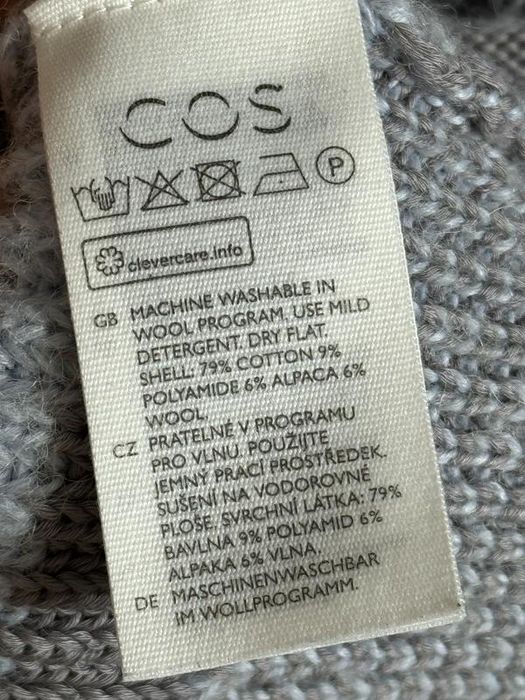 COS
P
clevercare.info
GB MACHINE WASHABLE IN
WOOL PROGRAM. USE MILD
DETERGENT. DRY FLAT.
SHELL: 79% COTTON 9%
POLYAMIDE 6% ALPACA 6%
WOOL.
CZ PRATELNÉ V PROGRAMU
PRO VLNU. POUŽIJTE
JEMNÝ PRACÍ PROSTŘEDEK.
SUŠENÍ NA VODOROVNÉ
PLOŠE. SVRCHNÍ LÁTKA: 79%
BAVLNA 9% POLYAMID 6%
ALPAKA 6% VLNA.
DE MASCHINENWASCHBAR
IM WOLLPROGRAMM.